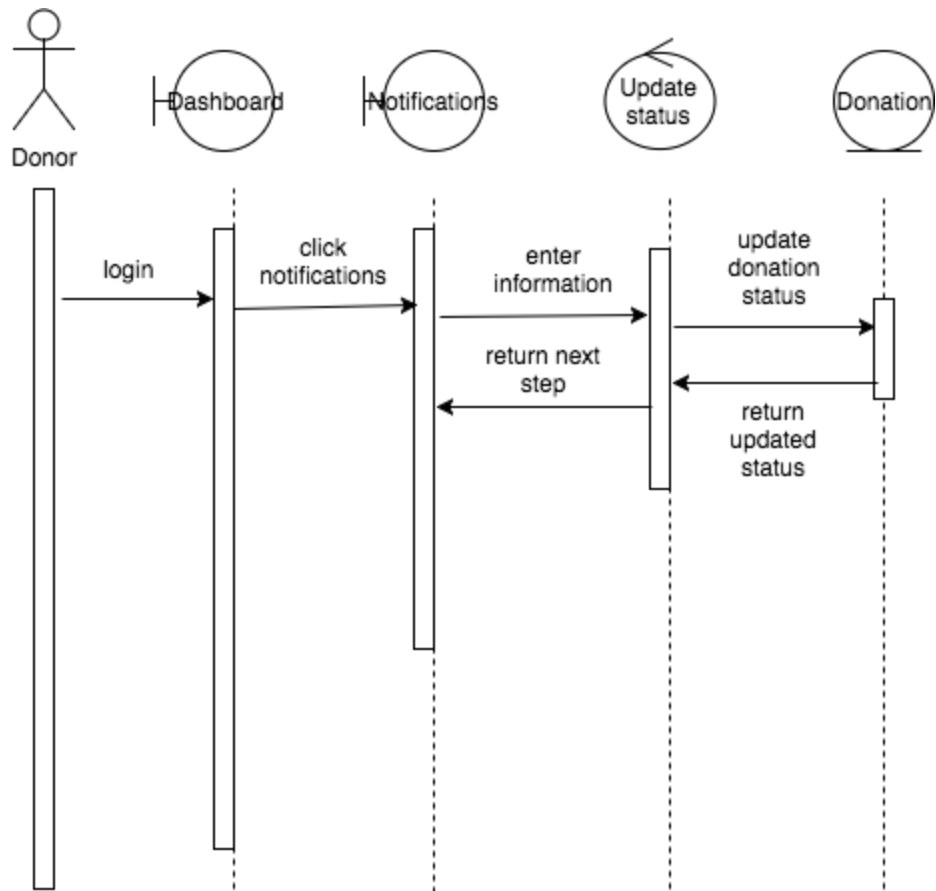 Dashboard
Notifications
Update
status
Donation
Donor
login
click
notifications
enter
information
update
donation
status
return next
step
return
updated
status